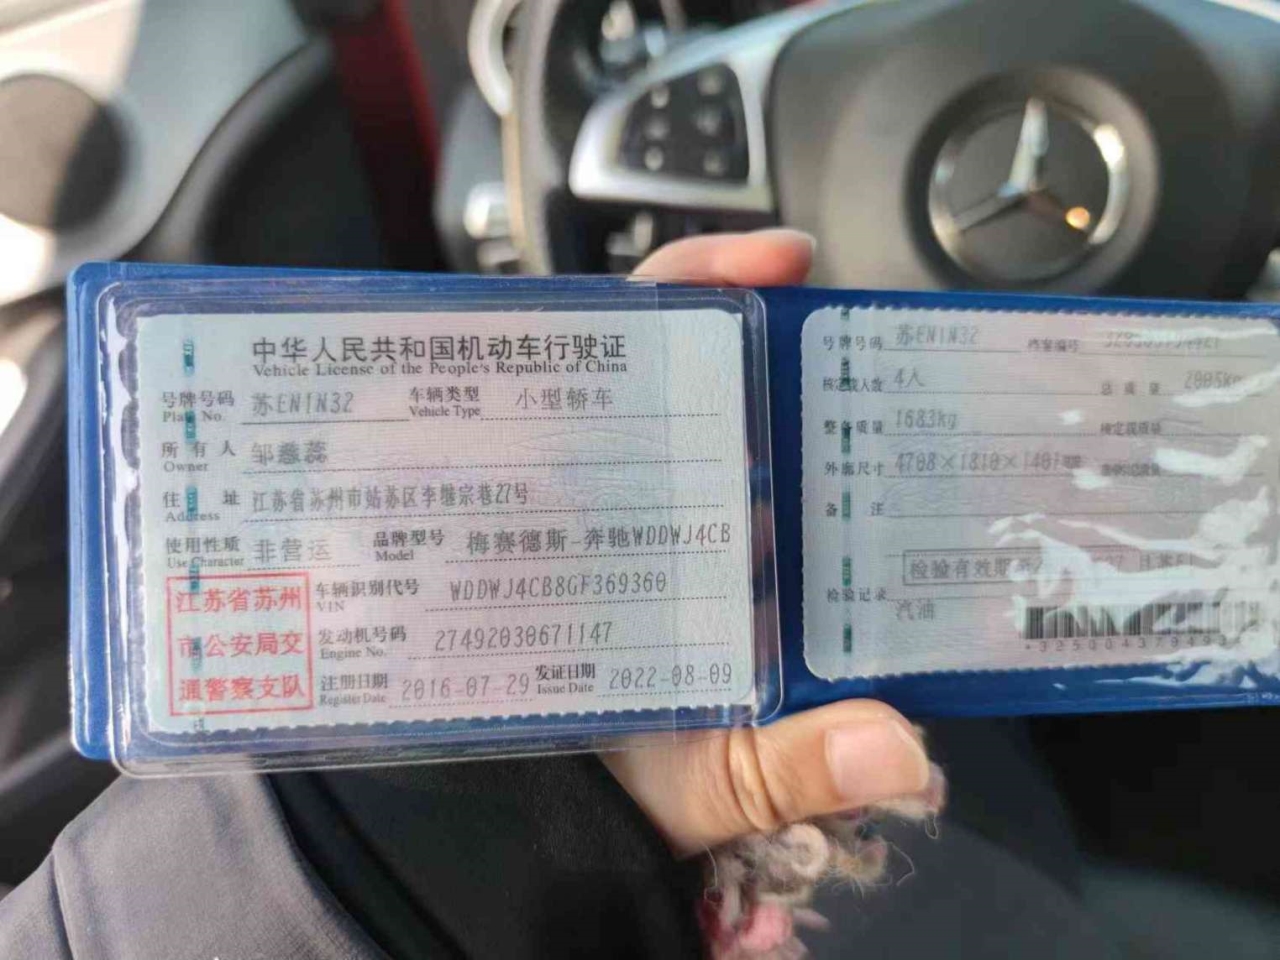 中华人民共和国机动车行驶证
Vehicle License of the People's Republic of China
号牌号码 苏EN1N32 车辆类型 小型轿车
Plate No. Vehicle Type
所有人 邹燕蕊
Owner
住址 江苏省苏州市姑苏区李继宗巷27号
Address
使用性质 非营运 品牌型号 梅赛德斯-奔驰WDDWJ4CB
Use Character Model
江苏省苏州
市公安局交
通警察支队
车辆识别代号 WDDWJ4CB8GF369360
VIN
发动机号码 27492030671147
Engine No.
注册日期 2016-07-29 发证日期 2022-08-09
Register Date Issue Date
号牌号码 苏EN1N32 档案编号
核定载人数 4人 总质量
整备质量 1683kg 核定载质量
外廓尺寸 4708×1810×1401
备注
检验有效期至
检验记录
汽油